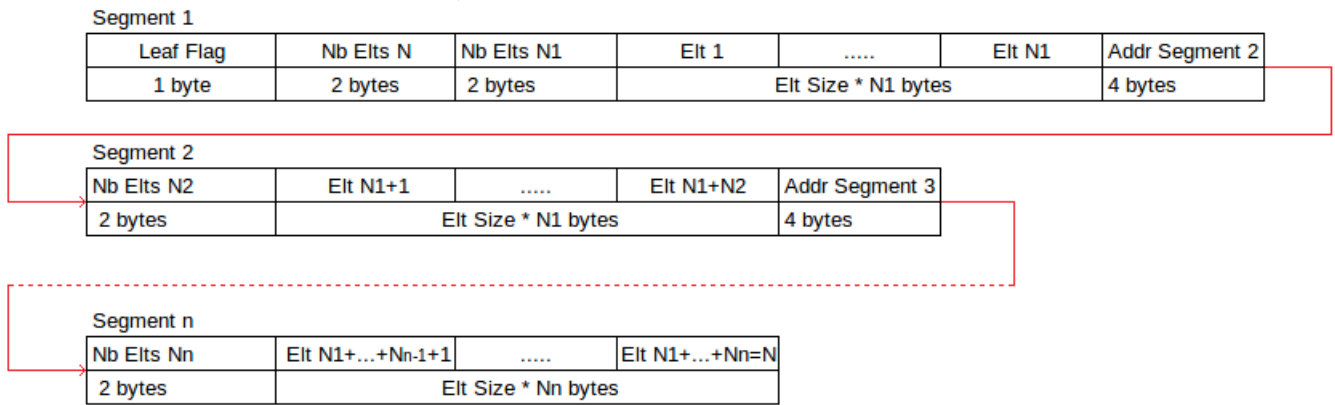 Segment 1
Leaf Flag Nb Elts N Nb Elts N1 Elt 1 ..... Elt N1 Addr Segment 2
1 byte 2 bytes 2 bytes Elt Size * N1 bytes 4 bytes
Segment 2
Nb Elts N2 Elt N1+1 ..... Elt N1+N2 Addr Segment 3
2 bytes Elt Size * N1 bytes 4 bytes
Segment n
Nb Elts Nn Elt N1+...+Nn-1+1 ..... Elt N1+...+Nn=N
2 bytes Elt Size * Nn bytes